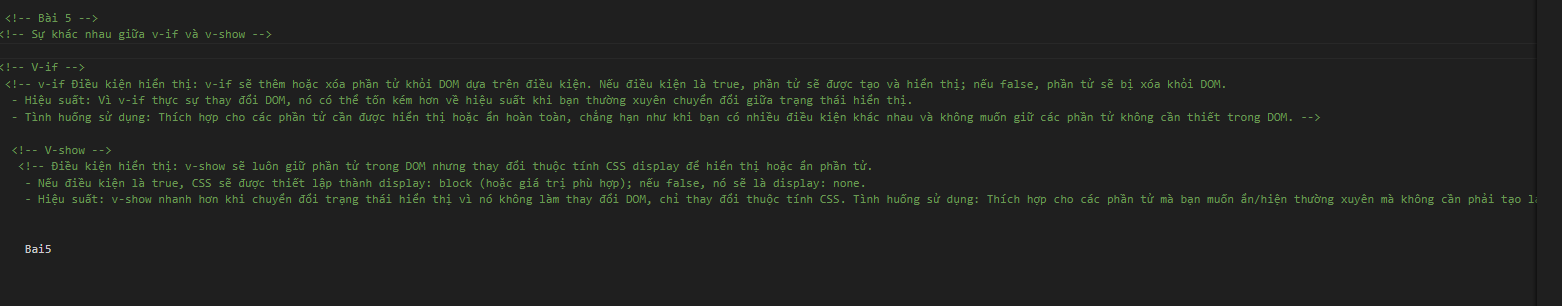 <!-- Bài 5 -->
<!-- Sự khác nhau giữa v-if và v-show -->
<!-- V-if -->
<!-- v-if Điều kiện hiển thị: v-if sẽ thêm hoặc xóa phần tử khỏi DOM dựa trên điều kiện. Nếu điều kiện là true, phần tử sẽ được tạo và hiển thị; nếu false, phần tử sẽ bị xóa khỏi DOM.
- Hiệu suất: Vì v-if thực sự thay đổi DOM, nó có thể tốn kém hơn về hiệu suất khi bạn thường xuyên chuyển đổi giữa trạng thái hiển thị.
- Tình huống sử dụng: Thích hợp cho các phần tử cần được hiển thị hoặc ẩn hoàn toàn, chẳng hạn như khi bạn có nhiều điều kiện khác nhau và không muốn giữ các phần tử không cần thiết trong DOM. -->
<!-- V-show -->
<!-- Điều kiện hiển thị: v-show sẽ luôn giữ phần tử trong DOM nhưng thay đổi thuộc tính CSS display để hiển thị hoặc ẩn phần tử.
- Nếu điều kiện là true, CSS sẽ được thiết lập thành display: block (hoặc giá trị phù hợp); nếu false, nó sẽ là display: none.
- Hiệu suất: v-show nhanh hơn khi chuyển đổi trạng thái hiển thị vì nó không làm thay đổi DOM, chỉ thay đổi thuộc tính CSS. Tình huống sử dụng: Thích hợp cho các phần tử mà bạn muốn ẩn/hiện thường xuyên mà không cần phải tạo
Bai5